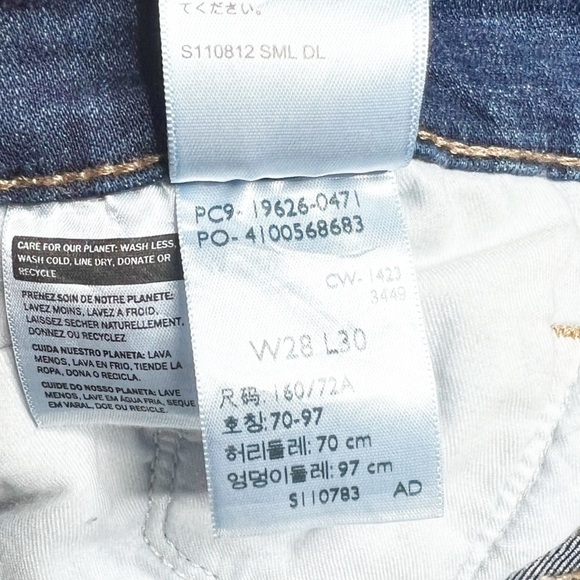 てください。
S110812 SML DL
PC9- 19626-0471
PO- 4100568683
CW- 1423
3449
W28 L30
尺码: 160/72A
호칭: 70-97
허리둘레: 70 cm
엉덩이둘레: 97 cm
S110783 AD
CARE FOR OUR PLANET: WASH LESS,
WASH COLD, LINE DRY, DONATE OR
RECYCLE
PRENEZ SOIN DE NOTRE PLANÈTE:
LAVEZ MOINS, LAVEZ A FROID,
LAISSEZ SÉCHER NATURELLEMENT,
DONNEZ OU RECYCLEZ
CUIDA NUESTRO PLANETA: LAVA
MENOS, LAVA EN FRIO, TIENDE LA
ROPA, DONA O RECICLA.
CUIDE DO NOSSO PLANETA: LAVE
MENOS, LAVE EM ÁGUA FRIA, SEQUE
EM VARAL, DOE OU RECICLE.